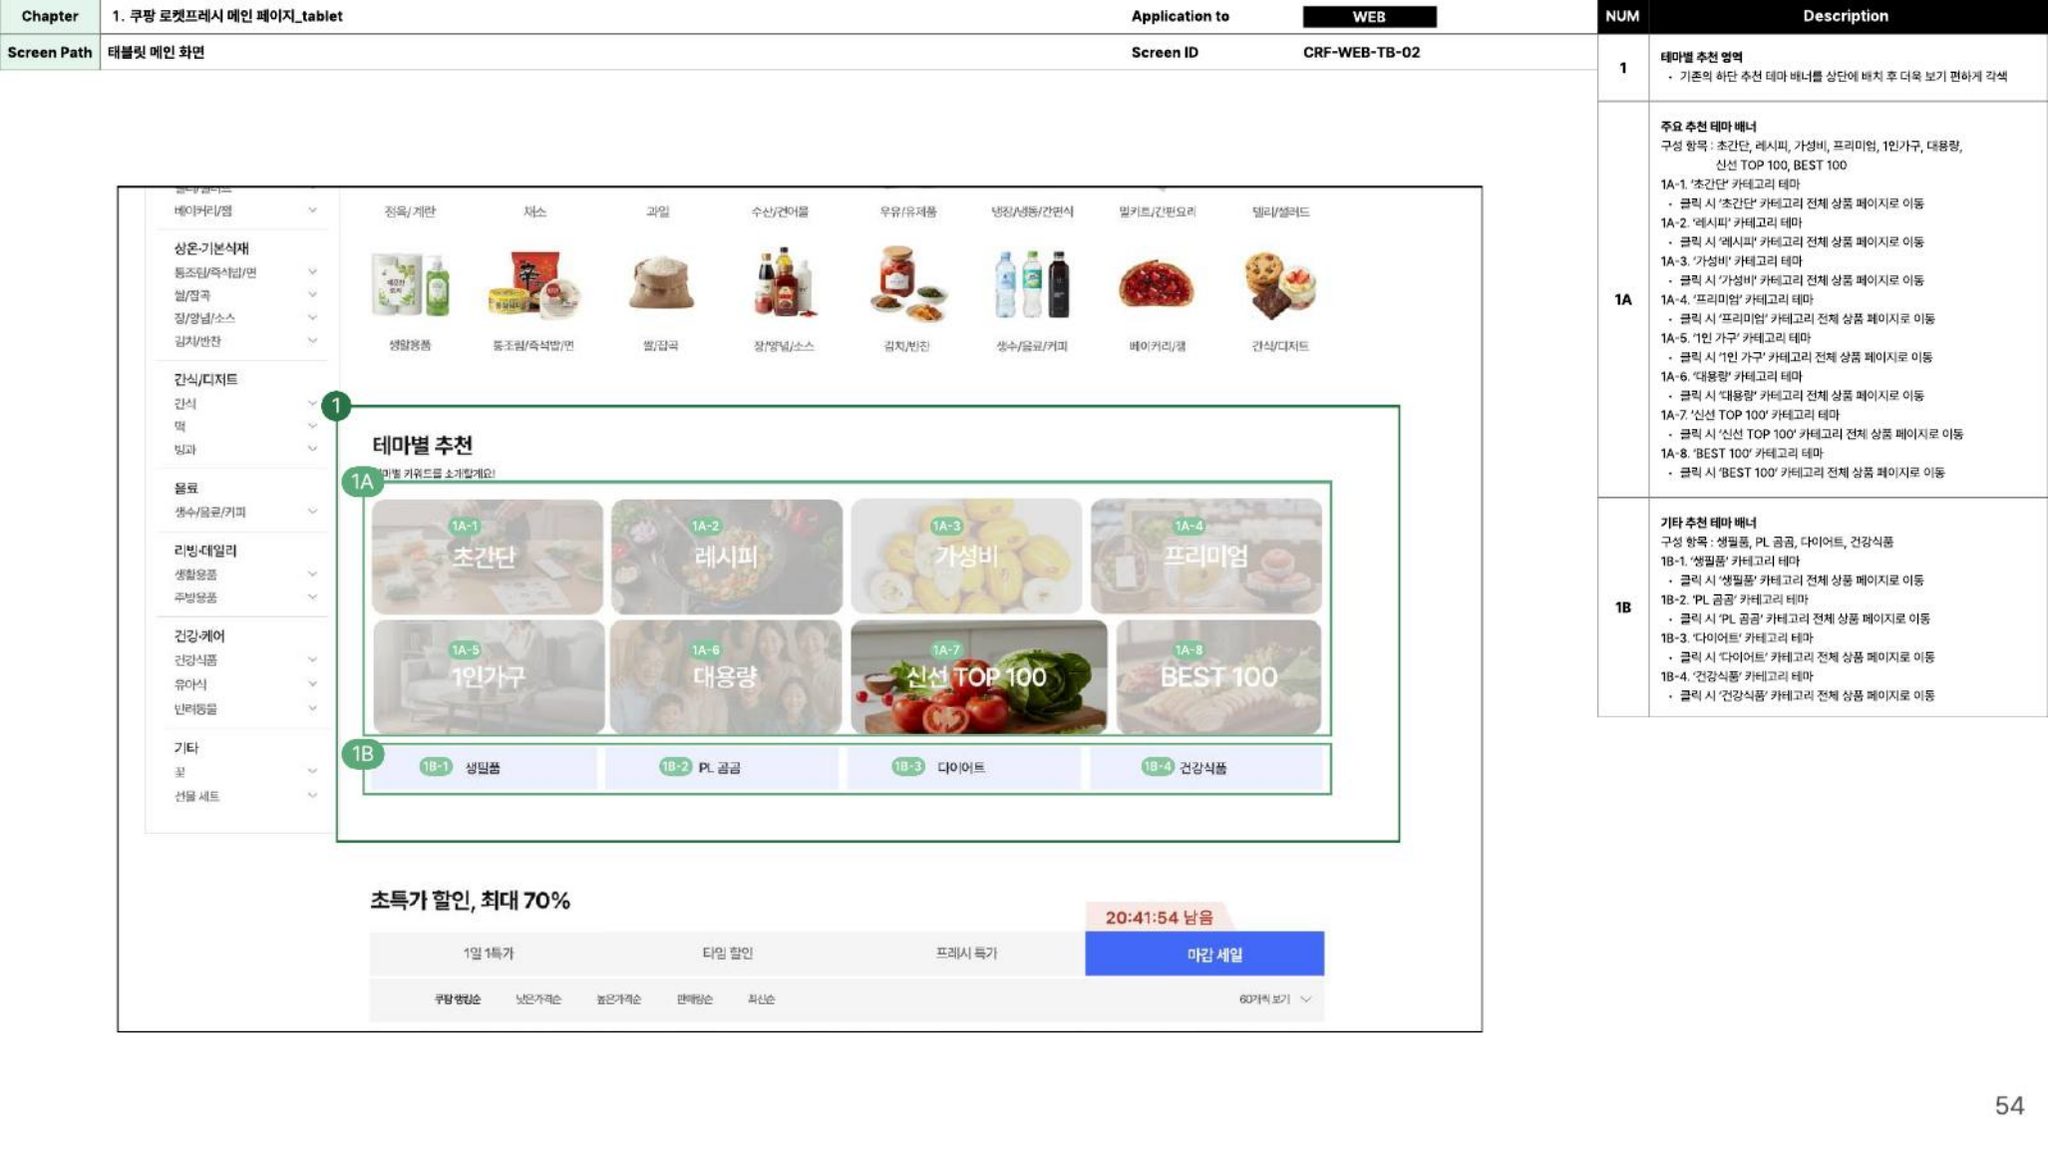 Chapter
1. 쿠팡 로켓프레시 메인 페이지_tablet
Application to
WEB
Screen Path
태블릿 메인 화면
Screen ID
CRF-WEB-TB-02
베이커리/잼
상온·기본식재
통조림/즉석밥/면
쌀/잡곡
장/양념/소스
김치/반찬
간식/디저트
간식
떡
빙과
음료
생수/음료/커피
리빙·데일리
생활용품
주방용품
건강·케어
건강식품
유아식
반려동물
기타
꽃
선물 세트
정육/계란
채소
과일
수산/건어물
우유/유제품
냉장/냉동/간편식
밀키트/간편요리
델리/샐러드
생활용품
통조림/즉석밥/면
쌀/잡곡
장/양념/소스
김치/반찬
생수/음료/커피
베이커리/잼
간식/디저트
1
테마별 추천
마별 키워드를 소개할게요!
1A
1A-1
초간단
1A-2
레시피
1A-3
가성비
1A-4
프리미엄
1A-5
1인가구
1A-6
대용량
1A-7
신선 TOP 100
1A-8
BEST 100
1B
1B-1 생필품
1B-2 PL 곰곰
1B-3 다이어트
1B-4 건강식품
초특가 할인, 최대 70%
20:41:54 남음
1일 1특가
타임 할인
프레시 특가
마감 세일
쿠팡 랭킹순
낮은가격순
높은가격순
판매량순
최신순
60개씩 보기
NUM
Description
1
테마별 추천 영역
• 기존의 하단 추천 테마 배너를 상단에 배치 후 더욱 보기 편하게 각색
1A
주요 추천 테마 배너
구성 항목 : 초간단, 레시피, 가성비, 프리미엄, 1인가구, 대용량,
신선 TOP 100, BEST 100
1A-1. '초간단' 카테고리 테마
• 클릭 시 '초간단' 카테고리 전체 상품 페이지로 이동
1A-2. '레시피' 카테고리 테마
• 클릭 시 '레시피' 카테고리 전체 상품 페이지로 이동
1A-3. '가성비' 카테고리 테마
• 클릭 시 '가성비' 카테고리 전체 상품 페이지로 이동
1A-4. '프리미엄' 카테고리 테마
• 클릭 시 '프리미엄' 카테고리 전체 상품 페이지로 이동
1A-5. '1인 가구' 카테고리 테마
• 클릭 시 '1인 가구' 카테고리 전체 상품 페이지로 이동
1A-6. '대용량' 카테고리 테마
• 클릭 시 '대용량' 카테고리 전체 상품 페이지로 이동
1A-7. '신선 TOP 100' 카테고리 테마
• 클릭 시 '신선 TOP 100' 카테고리 전체 상품 페이지로 이동
1A-8. 'BEST 100' 카테고리 테마
• 클릭 시 'BEST 100' 카테고리 전체 상품 페이지로 이동
1B
기타 추천 테마 배너
구성 항목 : 생필품, PL 곰곰, 다이어트, 건강식품
1B-1. '생필품' 카테고리 테마
• 클릭 시 '생필품' 카테고리 전체 상품 페이지로 이동
1B-2. 'PL 곰곰' 카테고리 테마
• 클릭 시 'PL 곰곰' 카테고리 전체 상품 페이지로 이동
1B-3. '다이어트' 카테고리 테마
• 클릭 시 '다이어트' 카테고리 전체 상품 페이지로 이동
1B-4. '건강식품' 카테고리 테마
• 클릭 시 '건강식품' 카테고리 전체 상품 페이지로 이동
54